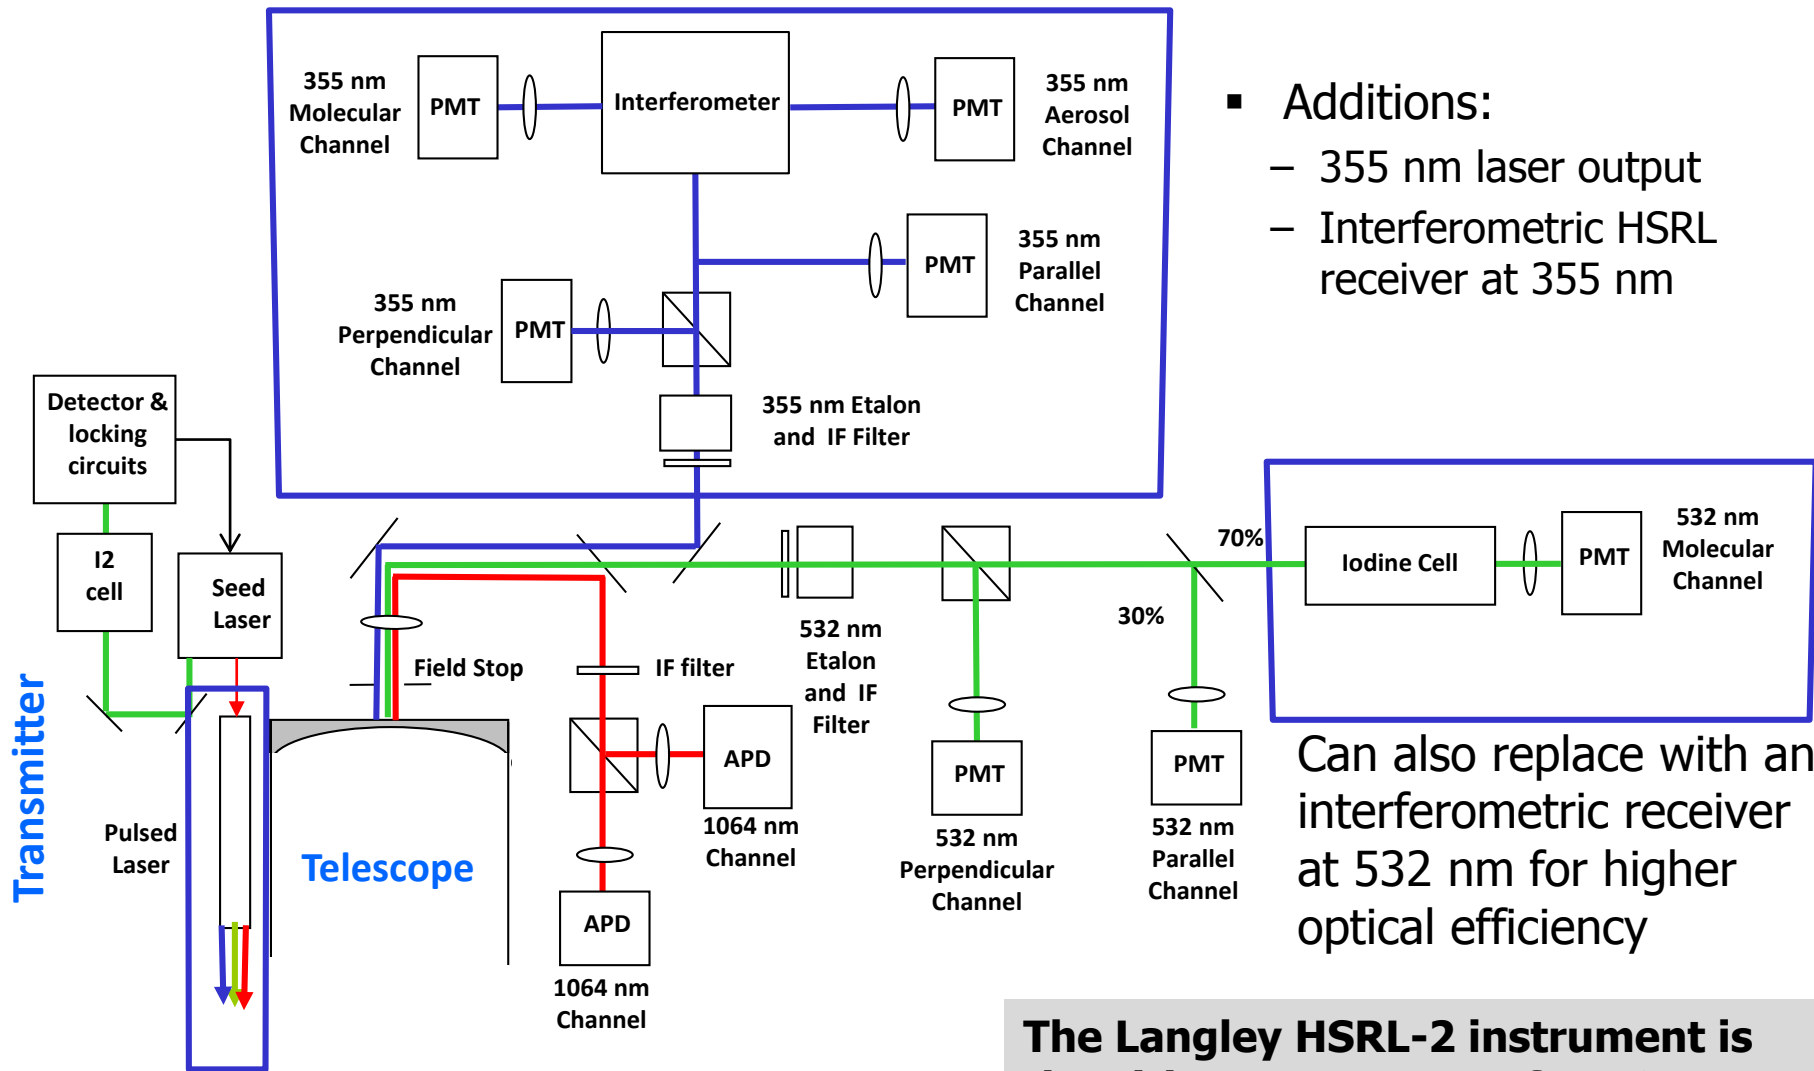 355 nm
Molecular
Channel
PMT
Interferometer
PMT
355 nm
Aerosol
Channel
355 nm
Perpendicular
Channel
PMT
PMT
355 nm
Parallel
Channel
355 nm Etalon
and IF Filter
▪ Additions:
– 355 nm laser output
– Interferometric HSRL
receiver at 355 nm
Detector &
locking
circuits
I2
cell
Seed
Laser
Transmitter
Pulsed
Laser
Telescope
Field Stop
IF filter
APD
1064 nm
Channel
APD
1064 nm
Channel
532 nm
Etalon
and IF
Filter
PMT
532 nm
Perpendicular
Channel
30%
PMT
532 nm
Parallel
Channel
70%
Iodine Cell
PMT
532 nm
Molecular
Channel
Can also replace with an
interferometric receiver
at 532 nm for higher
optical efficiency
The Langley HSRL-2 instrument is